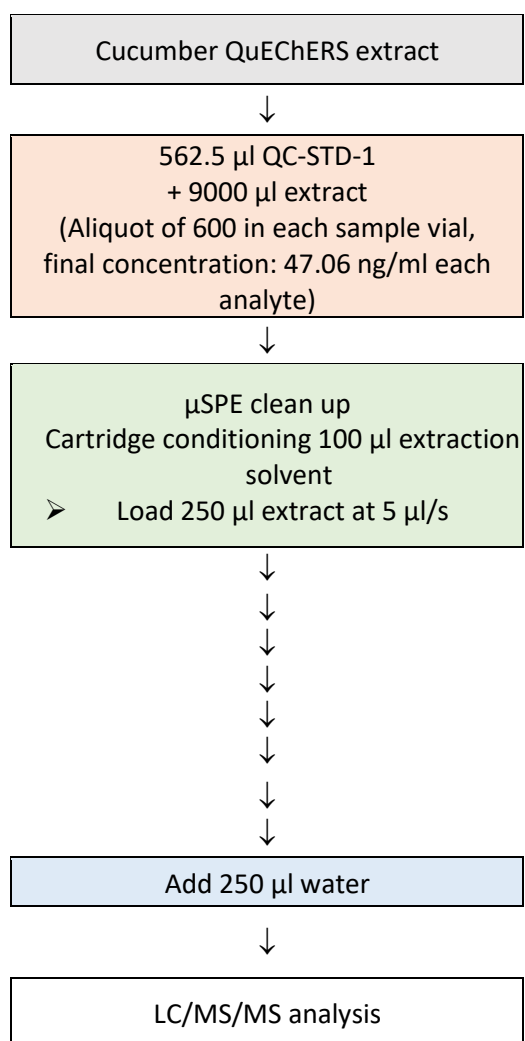 Cucumber QuEChERS extract
↓
562.5 µl QC-STD-1
+ 9000 µl extract
(Aliquot of 600 in each sample vial,
final concentration: 47.06 ng/ml each
analyte)
↓
µSPE clean up
Cartridge conditioning 100 µl extraction
solvent
➢ Load 250 µl extract at 5 µl/s
↓
↓
↓
↓
↓
↓
↓
↓
Add 250 µl water
↓
LC/MS/MS analysis